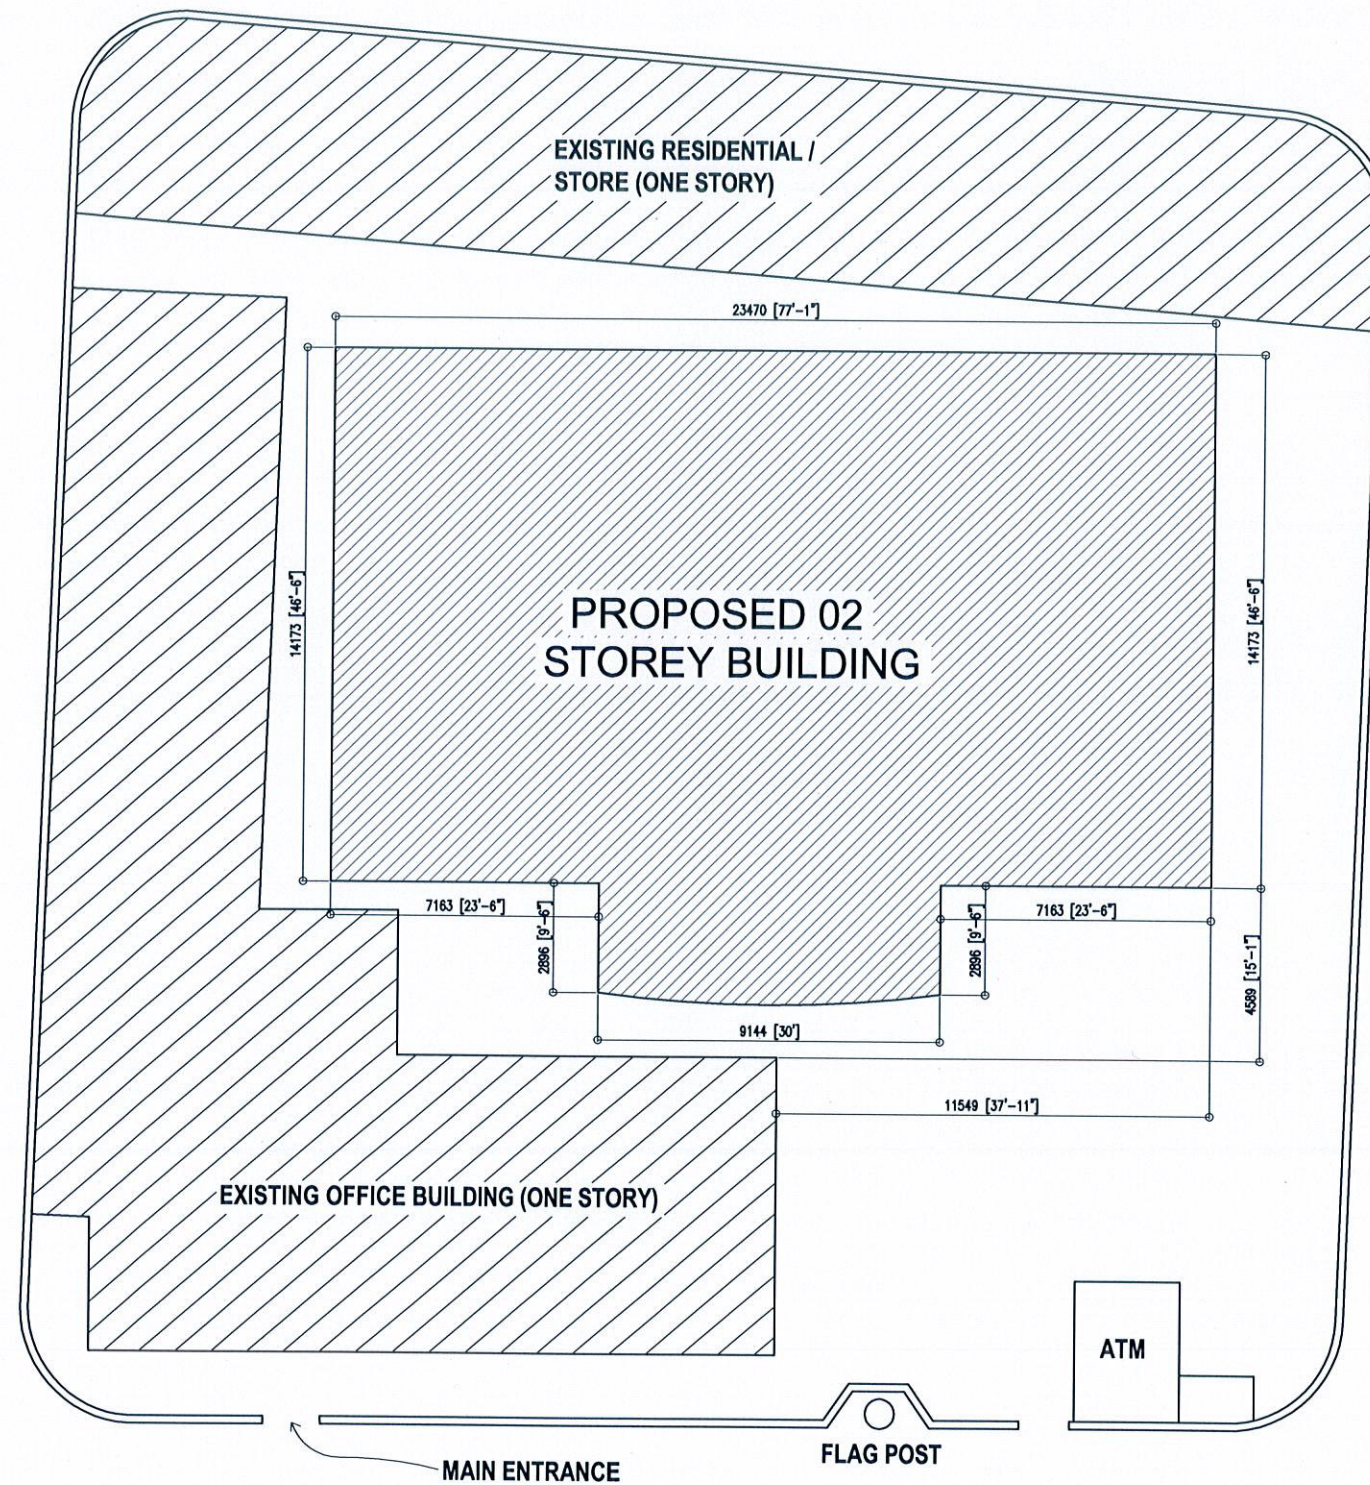 EXISTING RESIDENTIAL /
STORE (ONE STORY)
23470 [77'-1"]
14173 [46'-6"]
14173 [46'-6"]
PROPOSED 02
STOREY BUILDING
7163 [23'-6"]
2896 [9'-6"]
2896 [9'-6"]
7163 [23'-6"]
4589 [15'-1"]
9144 [30']
11549 [37'-11"]
EXISTING OFFICE BUILDING (ONE STORY)
ATM
FLAG POST
MAIN ENTRANCE